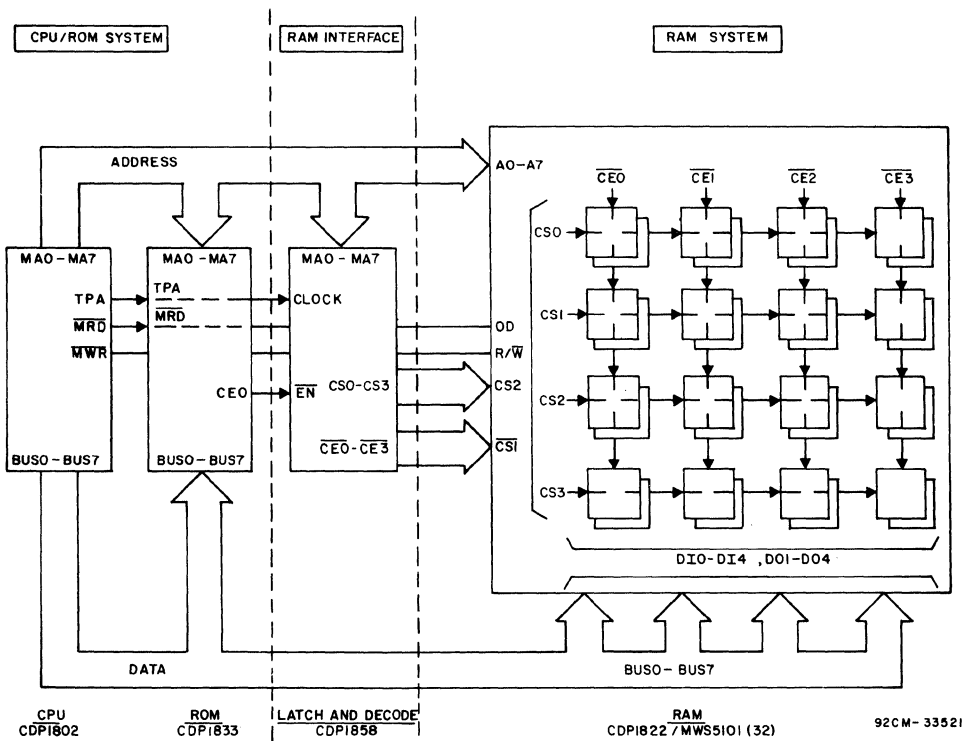 CPU/ROM SYSTEM
RAM INTERFACE
RAM SYSTEM
ADDRESS
A0-A7
CE0 CE1 CE2 CE3
CS0
MA0-MA7 MA0-MA7 MA0-MA7
TPA TPA CLOCK
CS1
MRD MRD OD
MWR R/W
CS0-CS3 CS2
CS2
CE0 EN
CE0-CE3 CS1
BUS0-BUS7 BUS0-BUS7
CS3
DI0-DI4 ,DO1-DO4
DATA
BUS0-BUS7
CPU
CDP1802
ROM
CDP1833
LATCH AND DECODE
CDP1858
RAM
CDP1822/MWS5101 (32)
92CM-33521